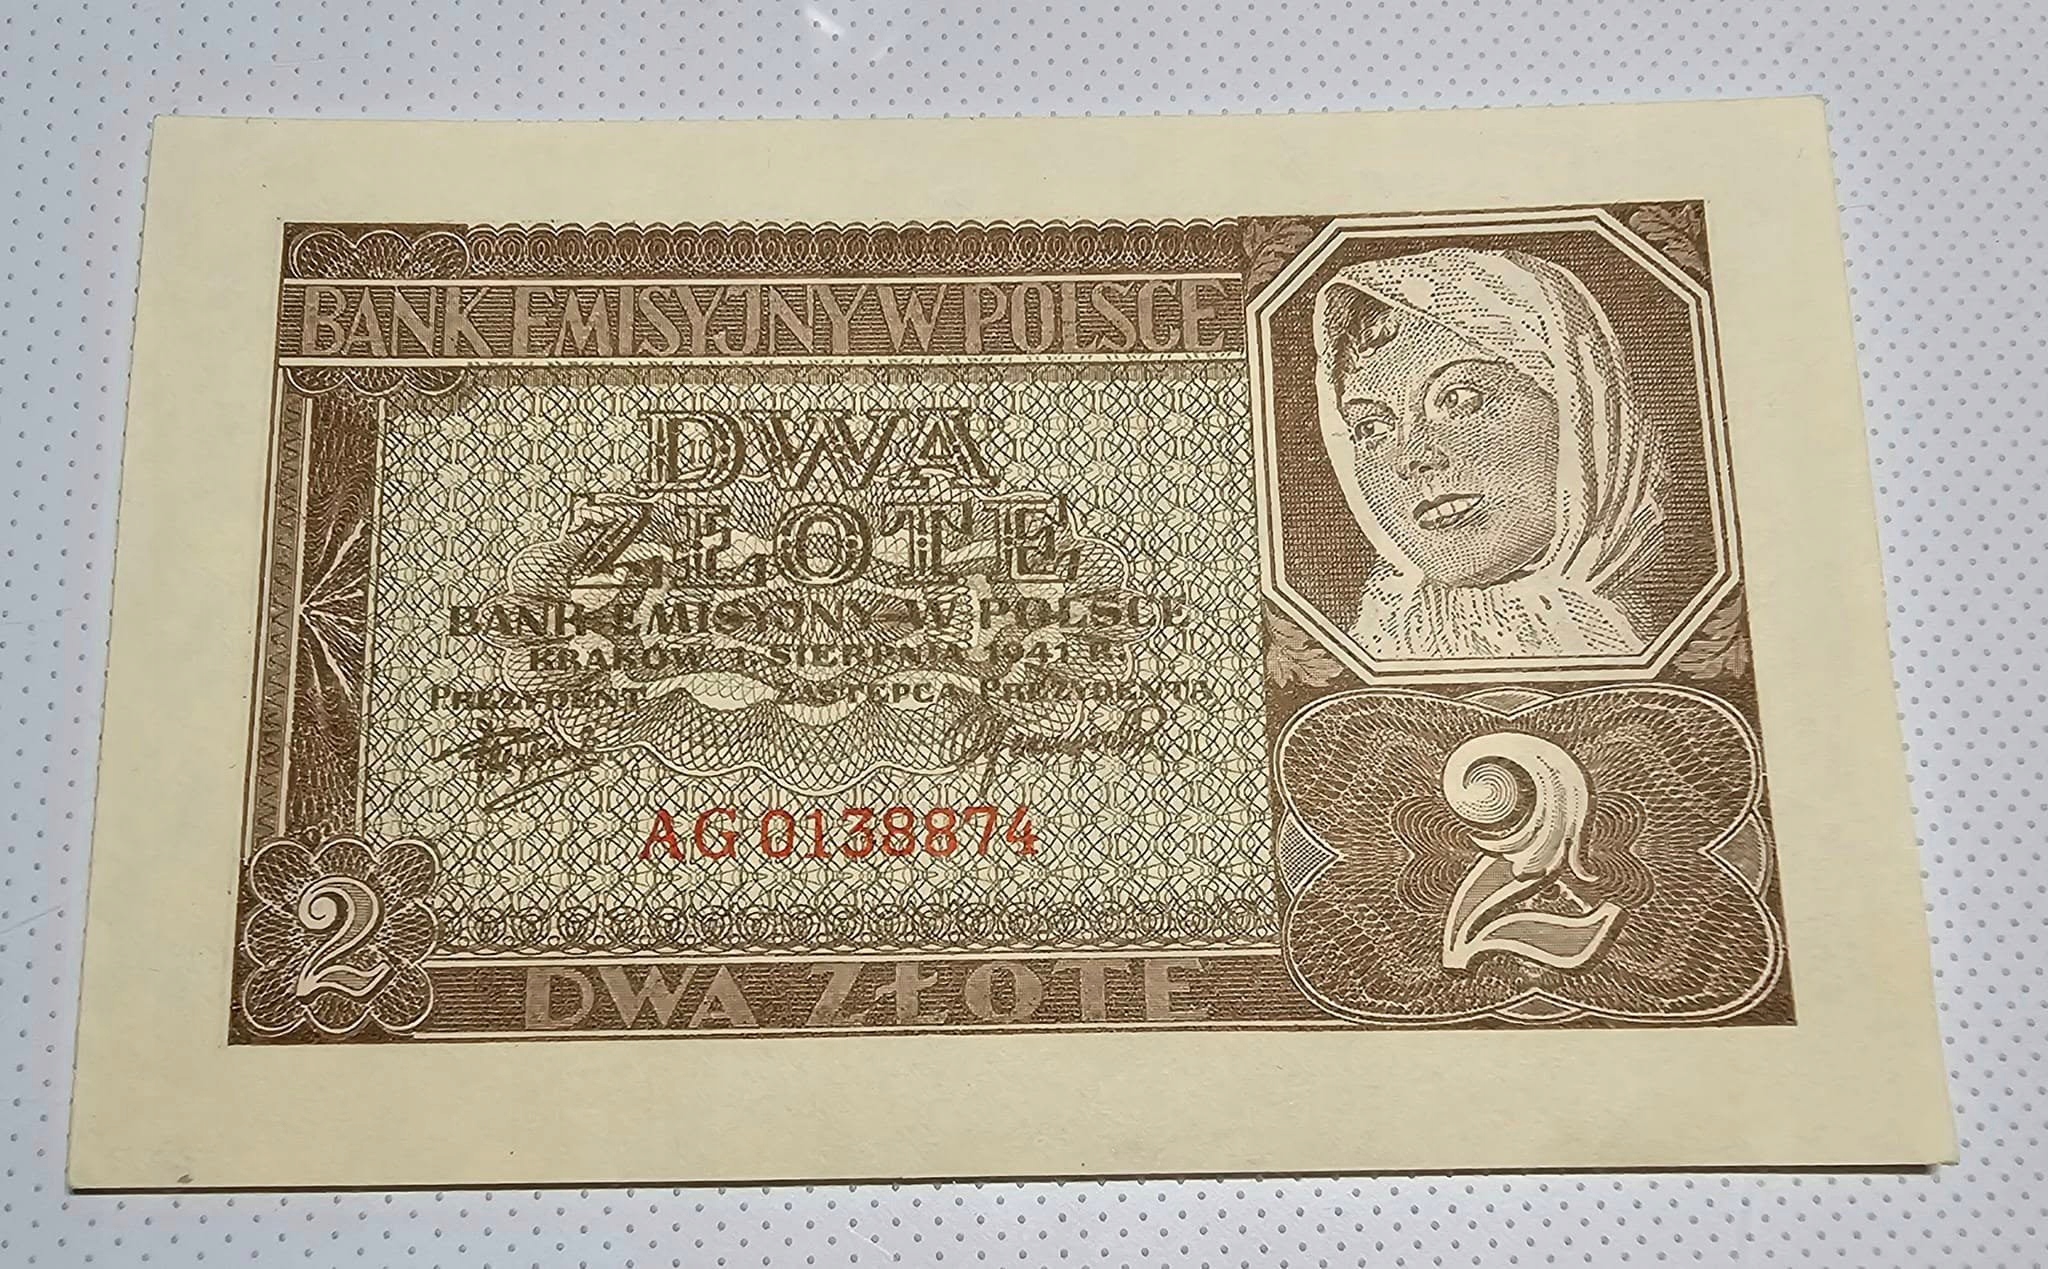 BANK EMISYJNY W POLSCE
DWA
ZŁOTE
BANK EMISYJNY W POLSCE
KRAKÓW 1. SIERPNIA 1941 R.
PREZYDENT ZASTĘPCA PREZYDENTA
AG 0138874
2
2
DWA ZŁOTE